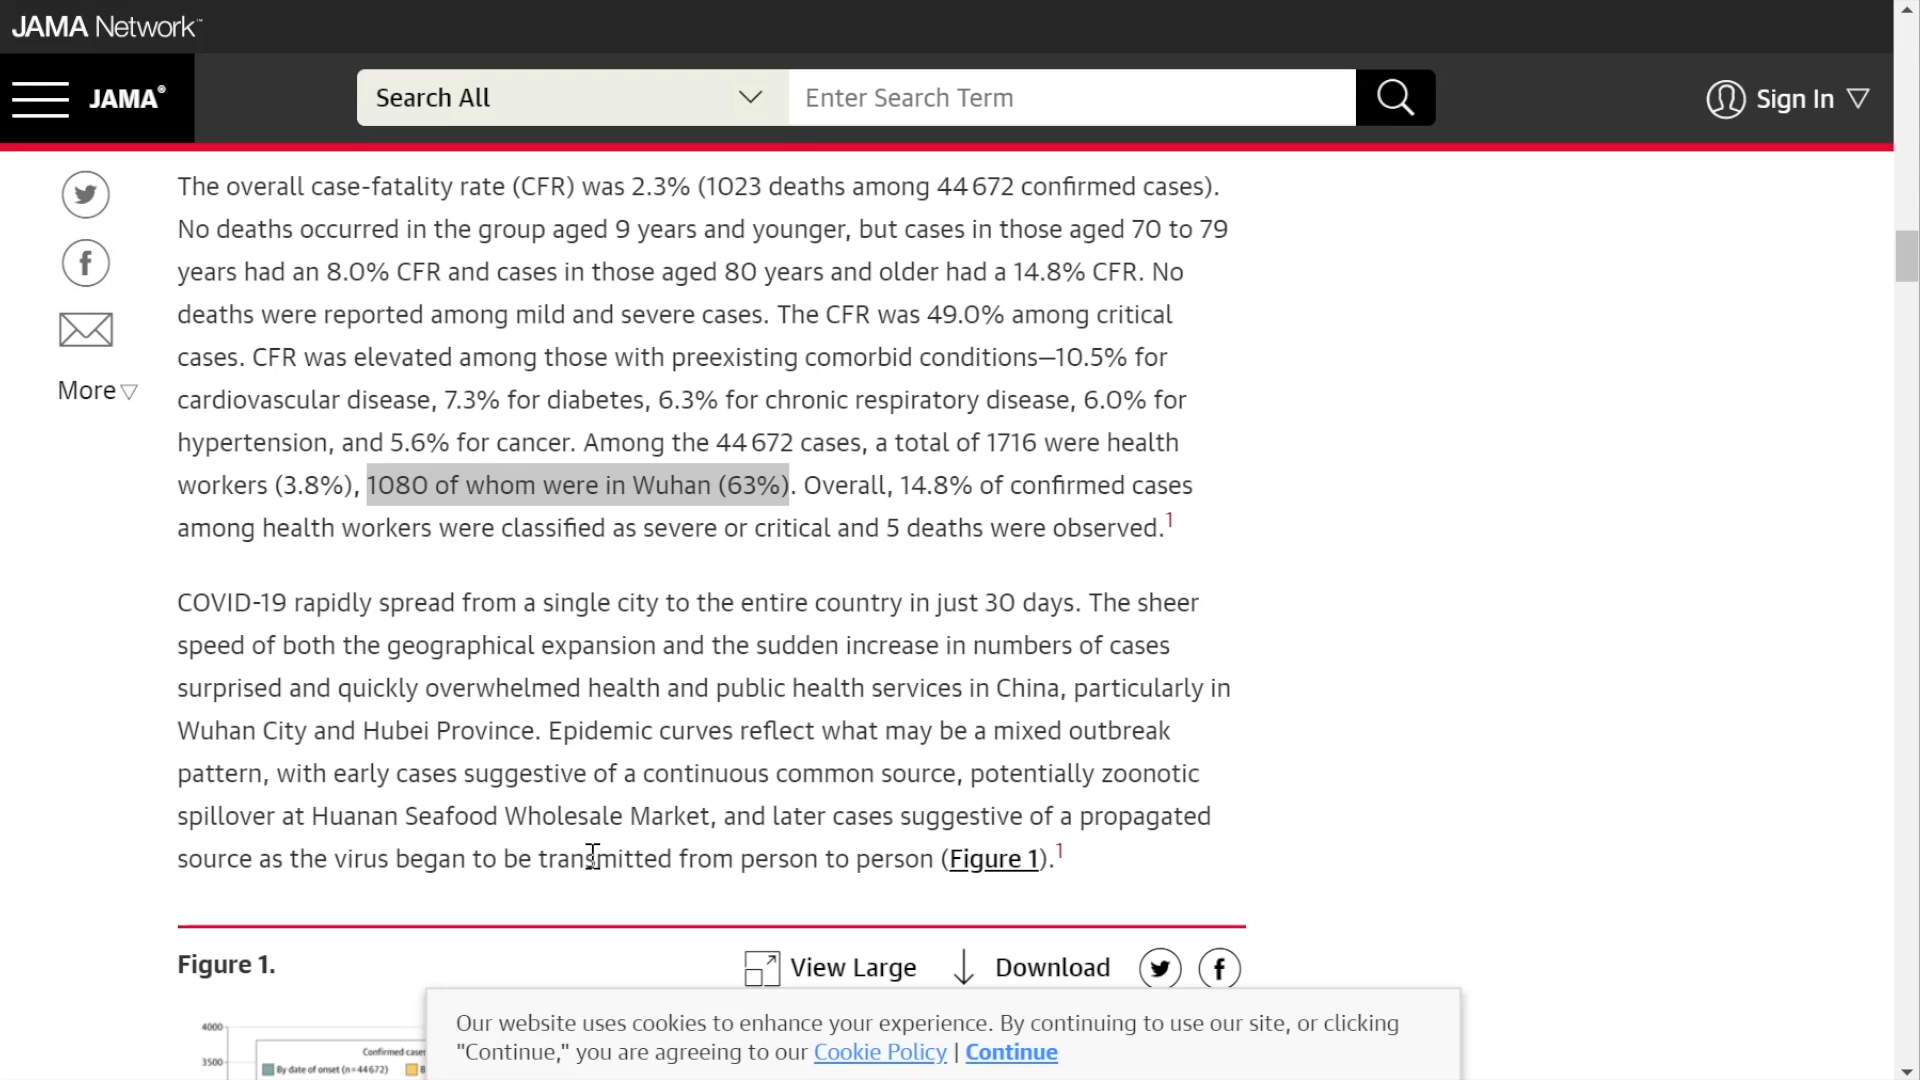 JAMA Network™
JAMA®
Search All
Enter Search Term
Sign In
The overall case-fatality rate (CFR) was 2.3% (1023 deaths among 44 672 confirmed cases).
No deaths occurred in the group aged 9 years and younger, but cases in those aged 70 to 79
years had an 8.0% CFR and cases in those aged 80 years and older had a 14.8% CFR. No
deaths were reported among mild and severe cases. The CFR was 49.0% among critical
cases. CFR was elevated among those with preexisting comorbid conditions—10.5% for
More
cardiovascular disease, 7.3% for diabetes, 6.3% for chronic respiratory disease, 6.0% for
hypertension, and 5.6% for cancer. Among the 44 672 cases, a total of 1716 were health
workers (3.8%), 1080 of whom were in Wuhan (63%). Overall, 14.8% of confirmed cases
among health workers were classified as severe or critical and 5 deaths were observed.1
COVID-19 rapidly spread from a single city to the entire country in just 30 days. The sheer
speed of both the geographical expansion and the sudden increase in numbers of cases
surprised and quickly overwhelmed health and public health services in China, particularly in
Wuhan City and Hubei Province. Epidemic curves reflect what may be a mixed outbreak
pattern, with early cases suggestive of a continuous common source, potentially zoonotic
spillover at Huanan Seafood Wholesale Market, and later cases suggestive of a propagated
source as the virus began to be transmitted from person to person (Figure 1).1
Figure 1.
View Large
Download
4000
3500
Confirmed cases
By date of onset (n=44672)
Our website uses cookies to enhance your experience. By continuing to use our site, or clicking
"Continue," you are agreeing to our Cookie Policy | Continue